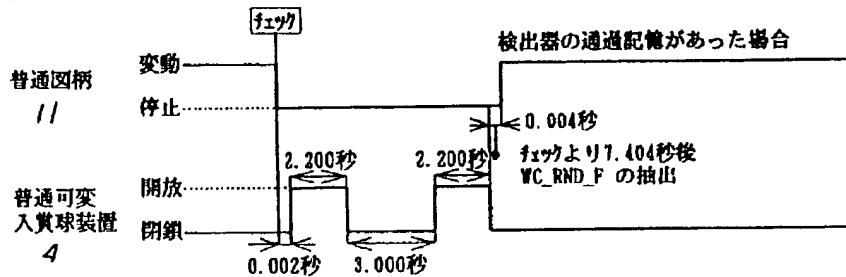 チェック
検出器の通過記憶があった場合
変動
普通図柄
11
停止
0.004秒
2.200秒
2.200秒
チェックより7.404秒後
WC_RND_F の抽出
開放
普通可変
入賞球装置
4
閉鎖
0.002秒
3.000秒